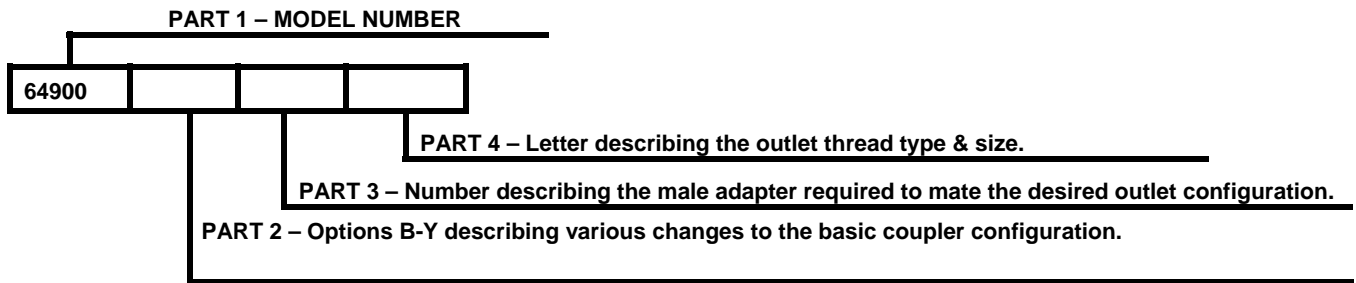 PART 1 – MODEL NUMBER
64900
PART 4 – Letter describing the outlet thread type & size.
PART 3 – Number describing the male adapter required to mate the desired outlet configuration.
PART 2 – Options B-Y describing various changes to the basic coupler configuration.